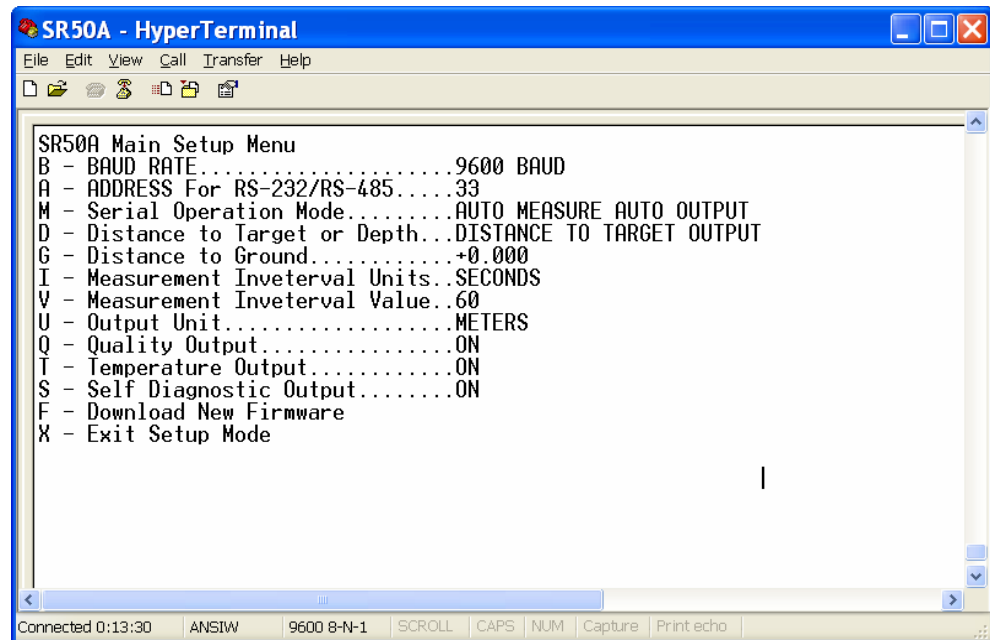 SR50A - HyperTerminal
File Edit View Call Transfer Help
SR50A Main Setup Menu
B - BAUD RATE......................9600 BAUD
A - ADDRESS For RS-232/RS-485.....33
M - Serial Operation Mode.........AUTO MEASURE AUTO OUTPUT
D - Distance to Target or Depth...DISTANCE TO TARGET OUTPUT
G - Distance to Ground............+0.000
I - Measurement Inveterval Units..SECONDS
V - Measurement Inveterval Value..60
U - Output Unit...................METERS
Q - Quality Output................ON
T - Temperature Output............ON
S - Self Diagnostic Output........ON
F - Download New Firmware
X - Exit Setup Mode
Connected 0:13:30 ANSIW 9600 8-N-1 SCROLL CAPS NUM Capture Print echo